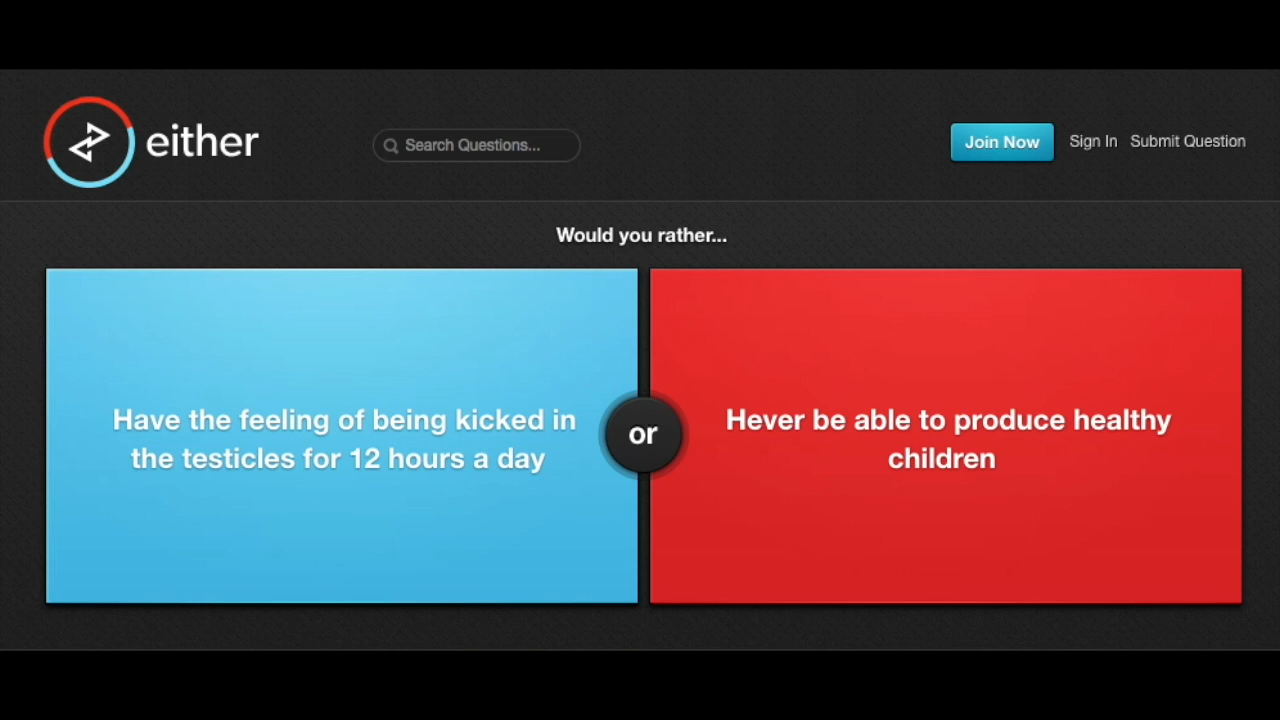 either
Search Questions...
Join Now
Sign In
Submit Question
Would you rather...
Have the feeling of being kicked in
the testicles for 12 hours a day
or
Hever be able to produce healthy
children